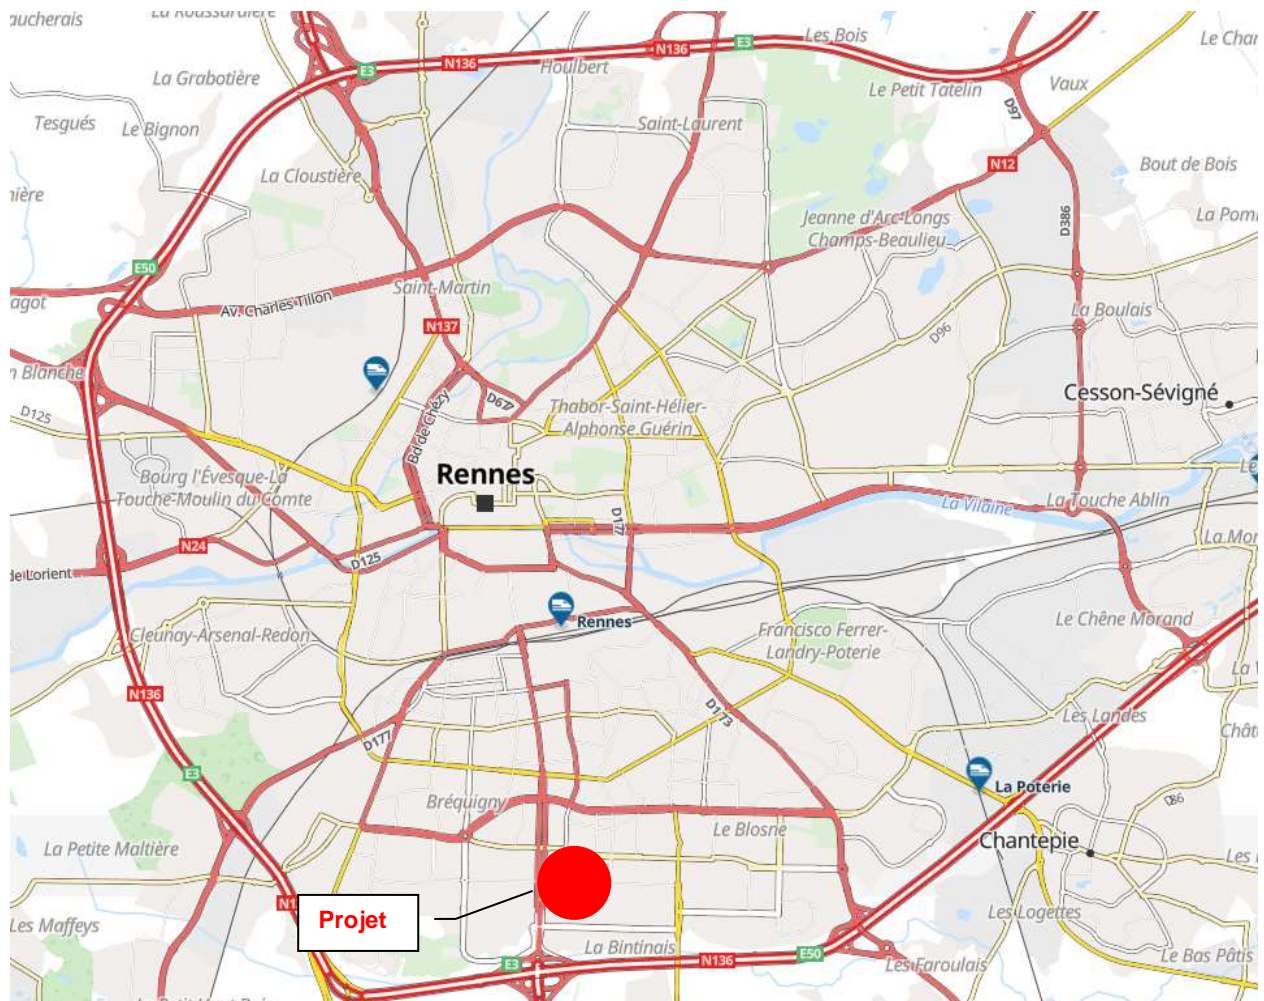 aucherais
La Roussardière
Les Bois
Le Char
E3
N136
N136
E3
La Grabotière
Houlbert
Le Petit Tatelin
Vaux
Tesgués
Le Bignon
Saint-Laurent
D97
N12
Bout de Bois
nière
La Cloustière
Jeanne d'Arc-Longs
Champs-Beaulieu
D386
La Pom
E50
agot
Saint-Martin
Av. Charles Tillon
La Boulais
N137
D96
n Blanche
Cesson-Sévigné
D125
Bd de Chézy
D67
Thabor-Saint-Hélier-
Alphonse Guérin
Bourg l'Évesque-La
Touche-Moulin du Comte
Rennes
La Vilaine
La Touche Ablin
Le
D177
N24
D125
La Mor
de Lorient
Cleunay-Arsenal-Redon
Rennes
Francisco Ferrer-
Landry-Poterie
Le Chêne Morand
La V
N136
D173
Les Landes
Chât
D177
Bréquigny
La Poterie
Le Blosne
Chantepie
La Petite Maltière
Les
Projet
Les Maffeys
Les Logettes
La Bintinais
E3
N136
E50
Les Faroulais
Le Bas Pâtis